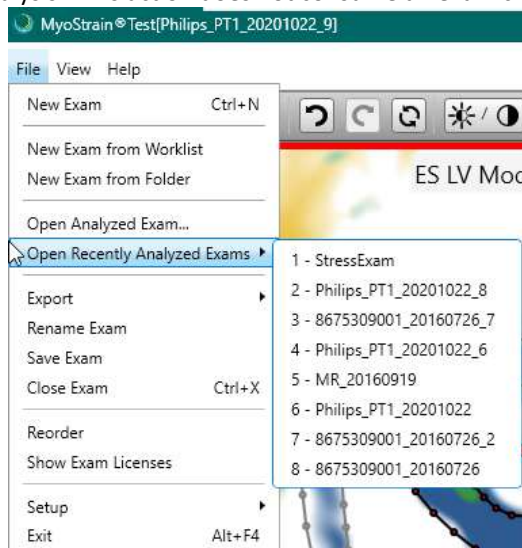 MyoStrain®Test[Philips_PT1_20201022_9]
File View Help
New Exam Ctrl+N
New Exam from Worklist
New Exam from Folder
Open Analyzed Exam...
Open Recently Analyzed Exams
Export
Rename Exam
Save Exam
Close Exam Ctrl+X
Reorder
Show Exam Licenses
Setup
Exit Alt+F4
ES LV
1 - StressExam
2 - Philips_PT1_20201022_8
3 - 8675309001_20160726_7
4 - Philips_PT1_20201022_6
5 - MR_20160919
6 - Philips_PT1_20201022
7 - 8675309001_20160726_2
8 - 8675309001_20160726